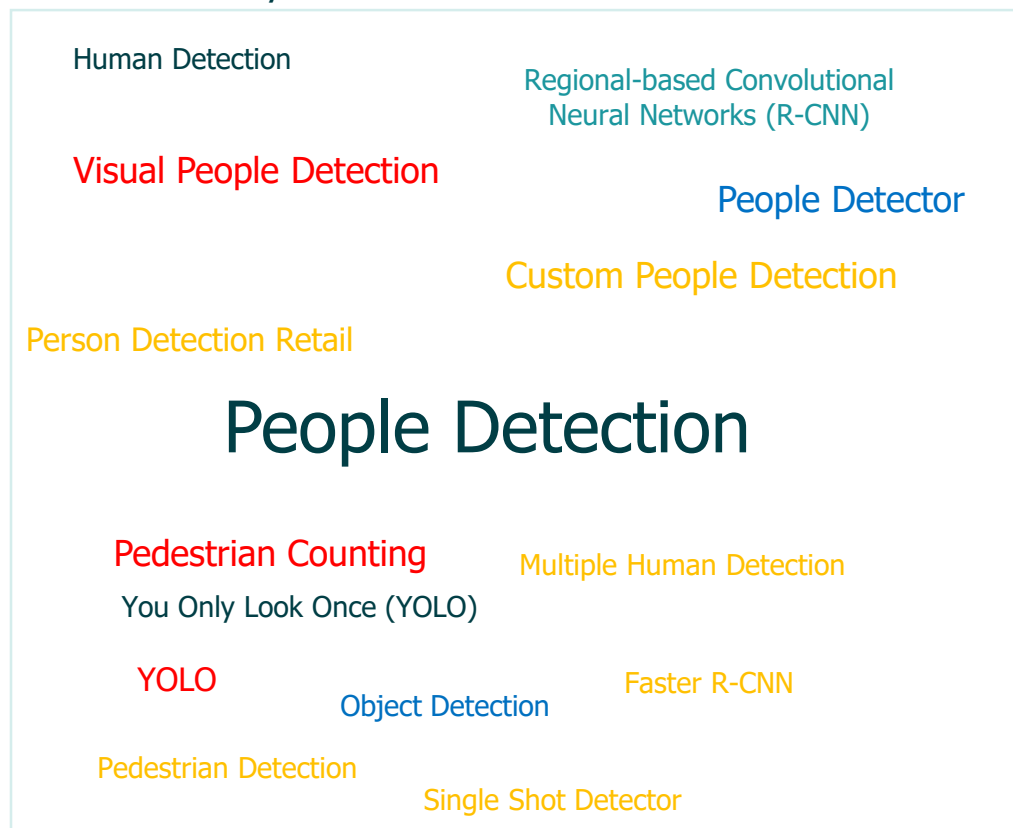 Human Detection
Regional-based Convolutional
Neural Networks (R-CNN)
Visual People Detection
People Detector
Custom People Detection
Person Detection Retail
People Detection
Pedestrian Counting
Multiple Human Detection
You Only Look Once (YOLO)
YOLO
Faster R-CNN
Object Detection
Pedestrian Detection
Single Shot Detector